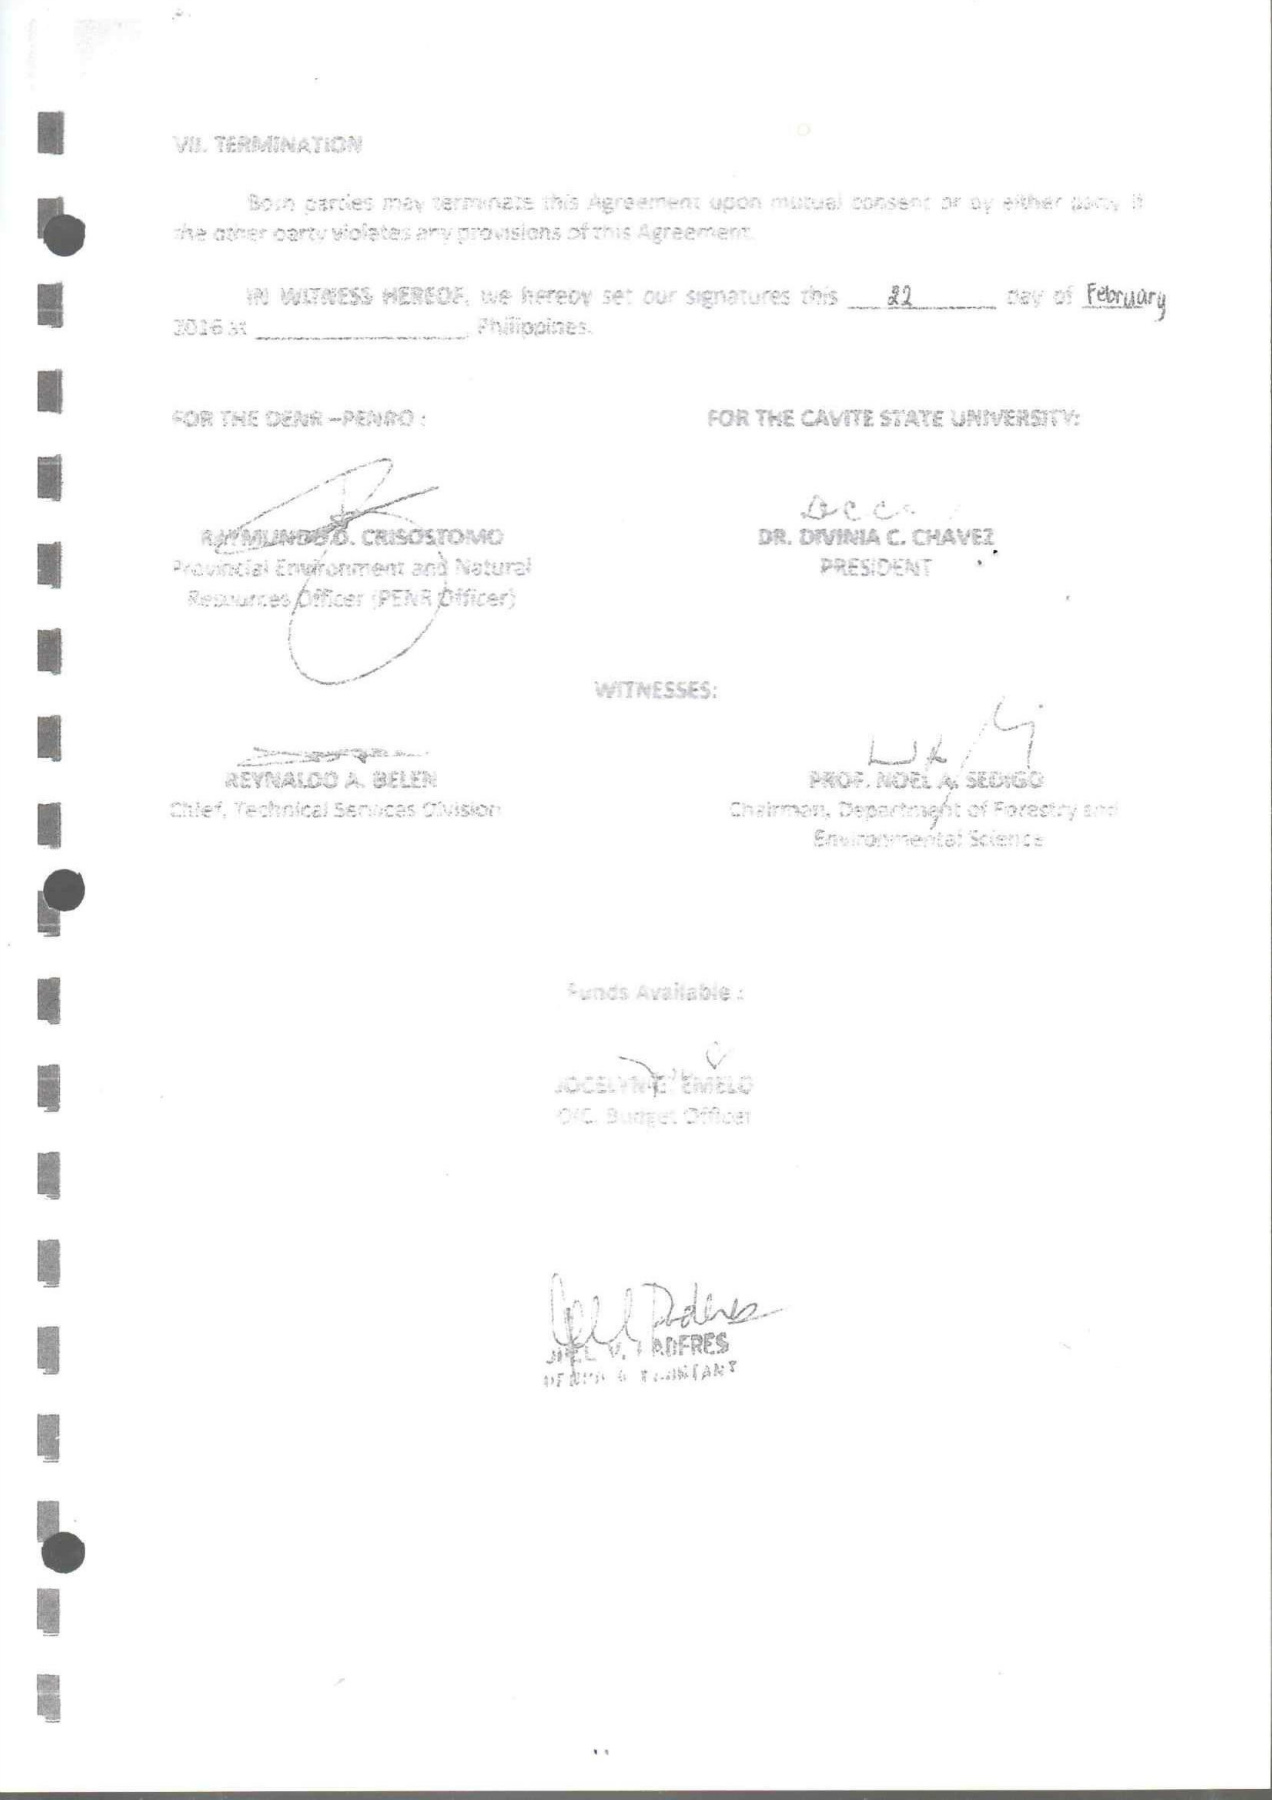 VII. TERMINATION
Both parties may terminate this Agreement upon mutual consent or by either party if
the other party violates any provisions of this Agreement.
IN WITNESS HEREOF, we hereby set our signatures this 22 day of February
2016 at ____________, Philippines.
FOR THE DENR –PENRO : FOR THE CAVITE STATE UNIVERSITY:
RAYMUNDO D. CRISOSTOMO DR. DIVINIA C. CHAVEZ
Provincial Environment and Natural PRESIDENT
Resources Officer (PENR Officer)
WITNESSES:
REYNALDO A. BELEN PROF. NOEL A. SEDIGO
Chief, Technical Services Division Chairman, Department of Forestry and
Environmental Science
Funds Available :
JOCELYN E. EMELO
OIC, Budget Officer
V. PADERES